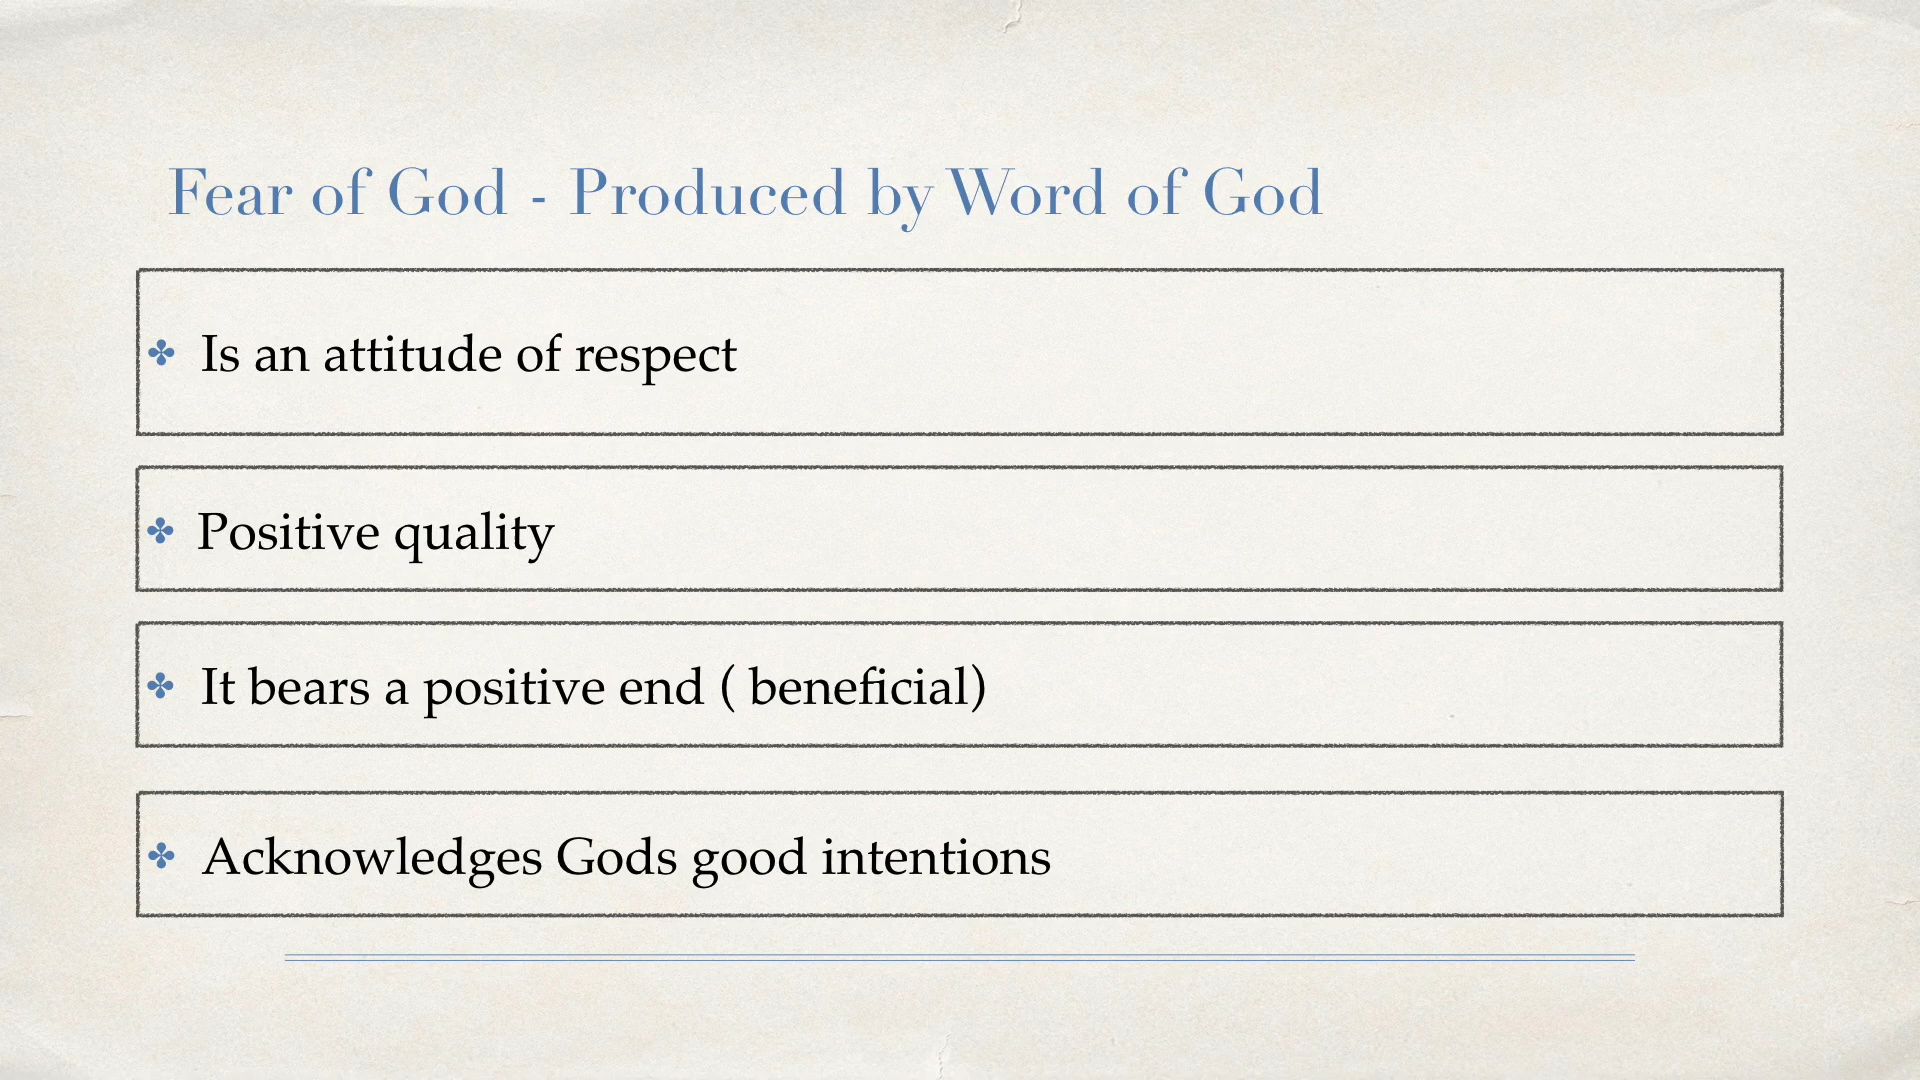 Fear of God - Produced by Word of God
✤ Is an attitude of respect
✤ Positive quality
✤ It bears a positive end ( beneficial)
✤ Acknowledges Gods good intentions